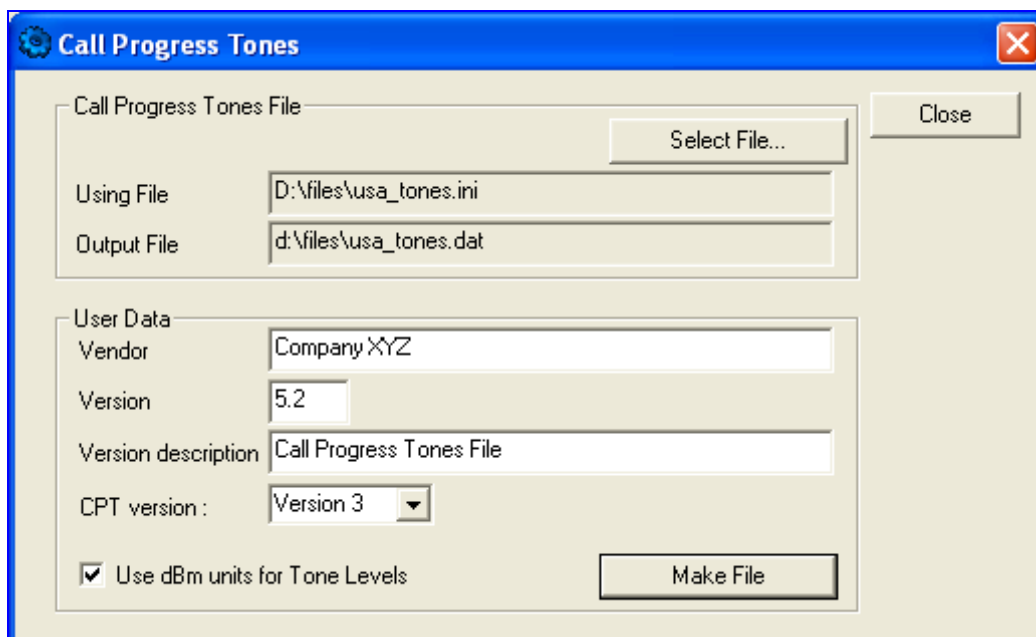 Call Progress Tones
Call Progress Tones File
Close
Select File...
Using File D:\files\usa_tones.ini
Output File d:\files\usa_tones.dat
User Data
Vendor Company XYZ
Version 5.2
Version description Call Progress Tones File
CPT version : Version 3
Use dBm units for Tone Levels Make File